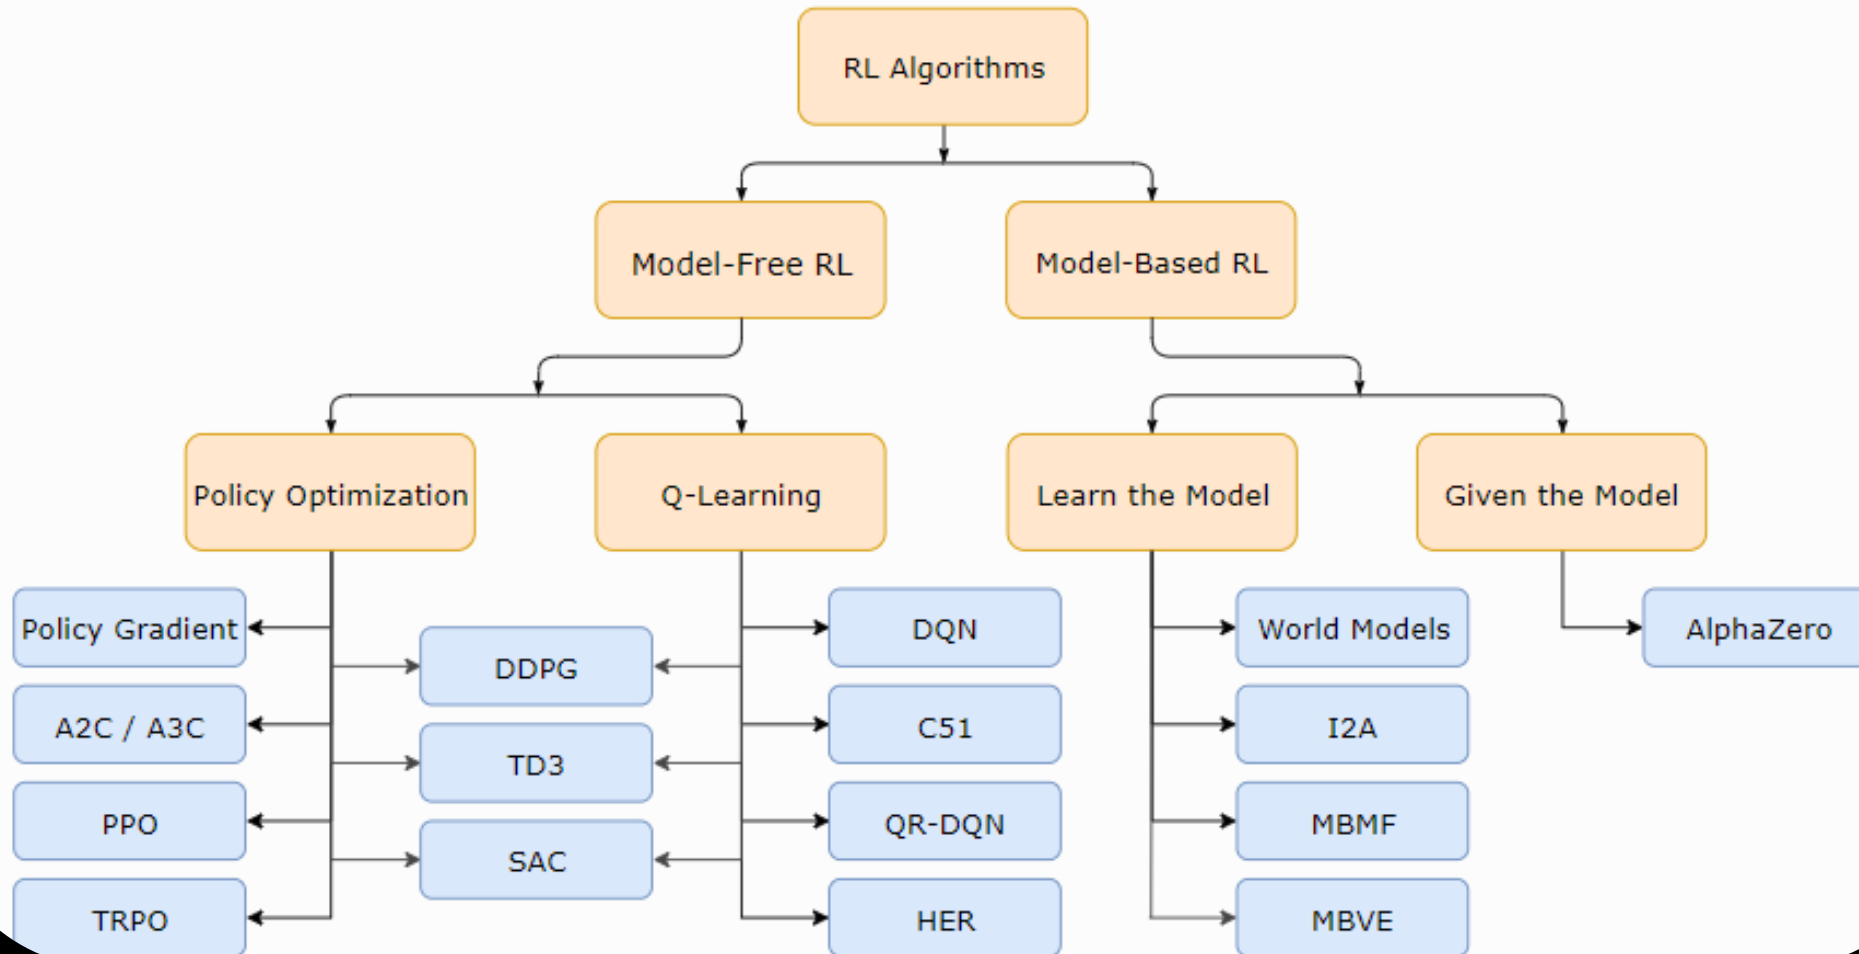 RL Algorithms
Model-Free RL
Model-Based RL
Policy Optimization
Q-Learning
Learn the Model
Given the Model
Policy Gradient
DQN
World Models
AlphaZero
DDPG
A2C / A3C
C51
I2A
TD3
PPO
QR-DQN
MBMF
SAC
TRPO
HER
MBVE